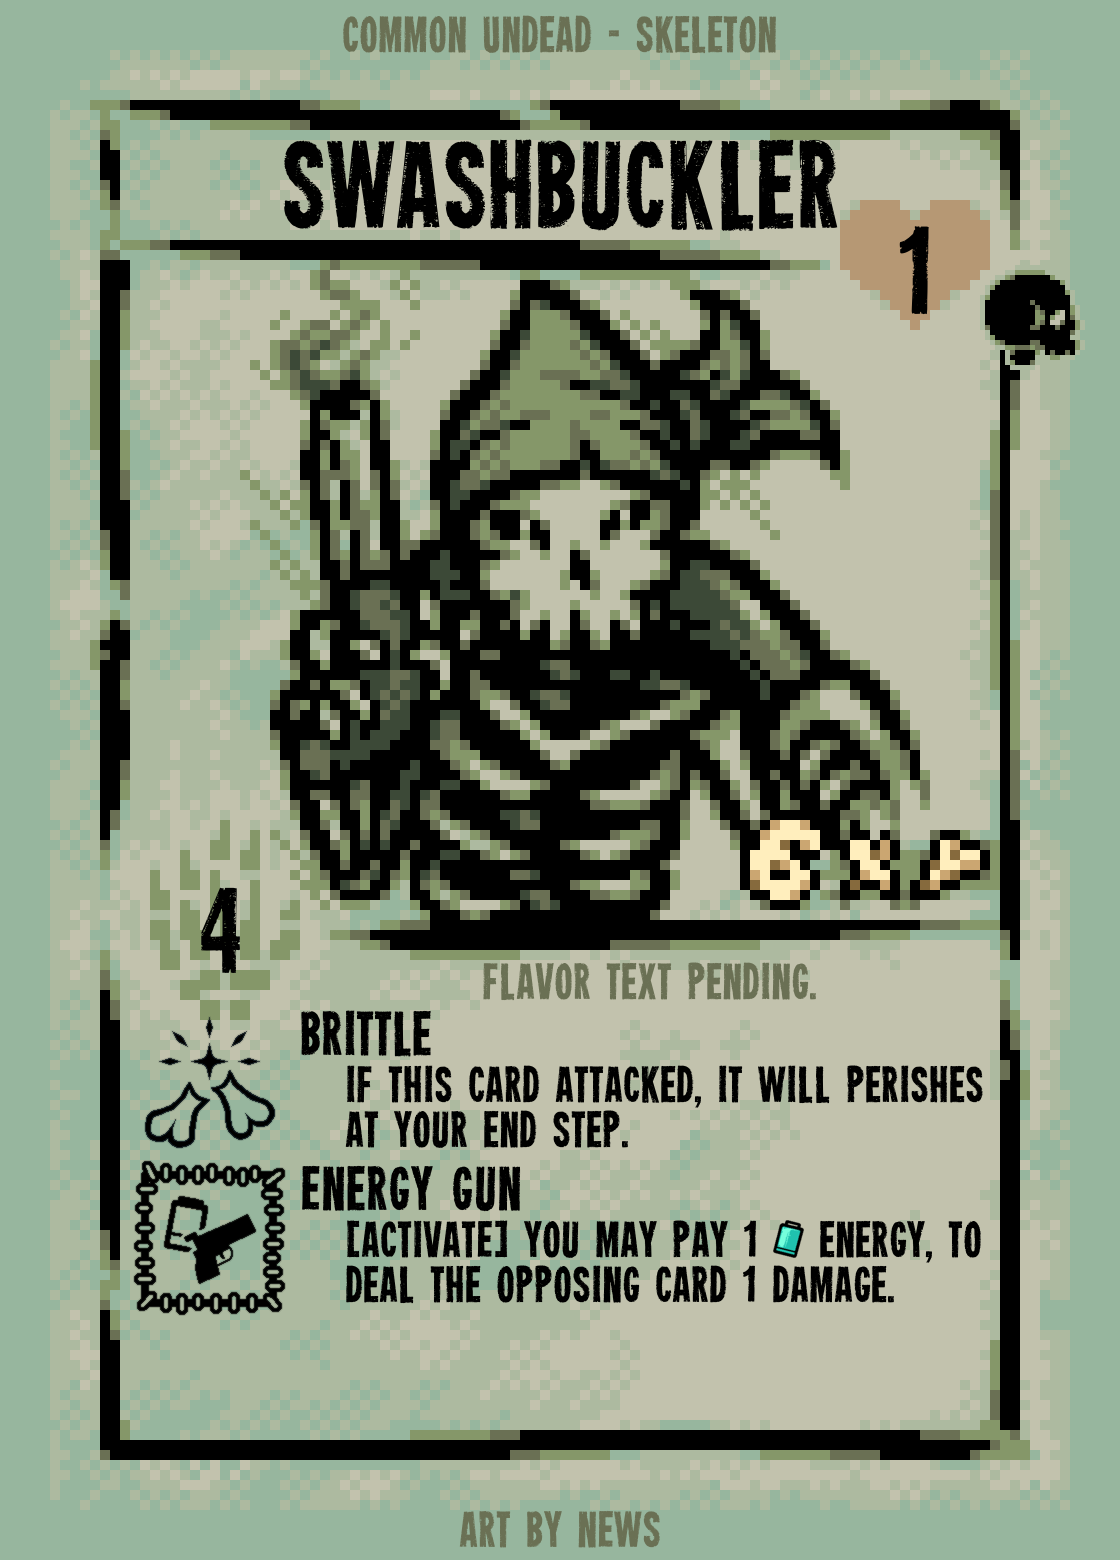 COMMON UNDEAD - SKELETON
SWASHBUCKLER
1
6 X
4
FLAVOR TEXT PENDING.
BRITTLE
IF THIS CARD ATTACKED, IT WILL PERISHES
AT YOUR END STEP.
ENERGY GUN
[ACTIVATE] YOU MAY PAY 1 ENERGY, TO
DEAL THE OPPOSING CARD 1 DAMAGE.
ART BY NEWS